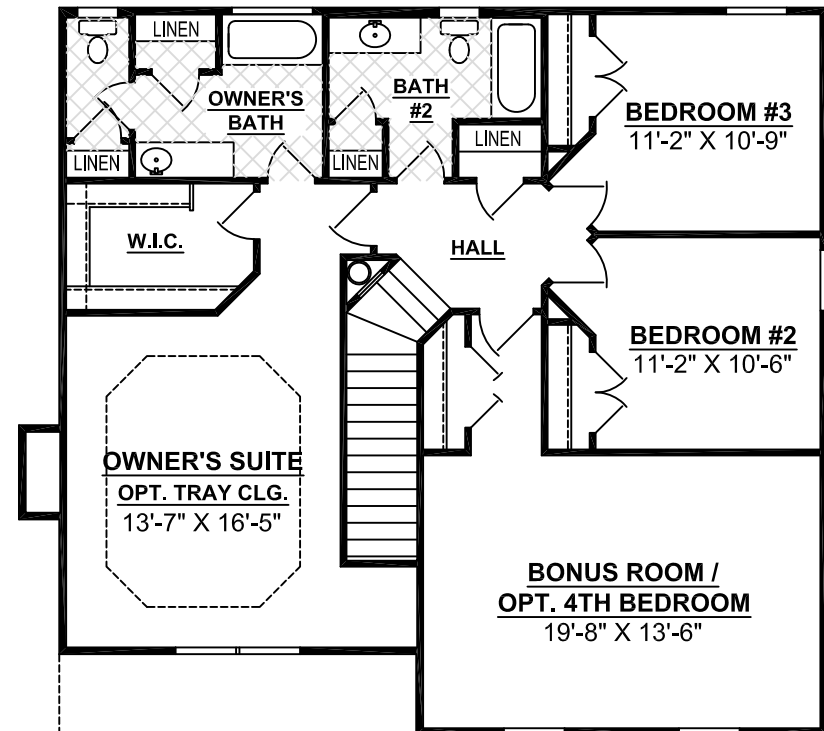 LINEN
OWNER'S
BATH
LINEN
BATH
#2
LINEN
LINEN
BEDROOM #3
11'-2" X 10'-9"
W.I.C.
HALL
BEDROOM #2
11'-2" X 10'-6"
OWNER'S SUITE
OPT. TRAY CLG.
13'-7" X 16'-5"
BONUS ROOM /
OPT. 4TH BEDROOM
19'-8" X 13'-6"